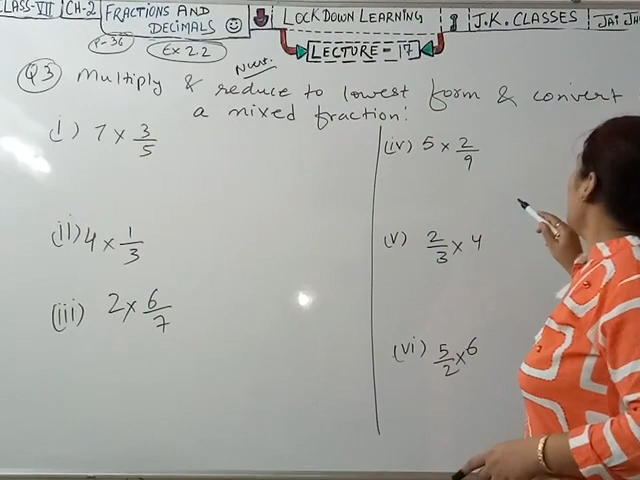 CLASS-VII CH-2 FRACTIONS AND DECIMALS LOCKDOWN LEARNING J.K. CLASSES JAI
P-36 Ex 2.2 LECTURE - 17
Q3 Multiply & reduce to lowest form & convert
a mixed fraction:
(i) 7 × 3/5
(ii) 4 × 1/3
(iii) 2 × 6/7
(iv) 5 × 2/9
(v) 2/3 × 4
(vi) 5/2 × 6